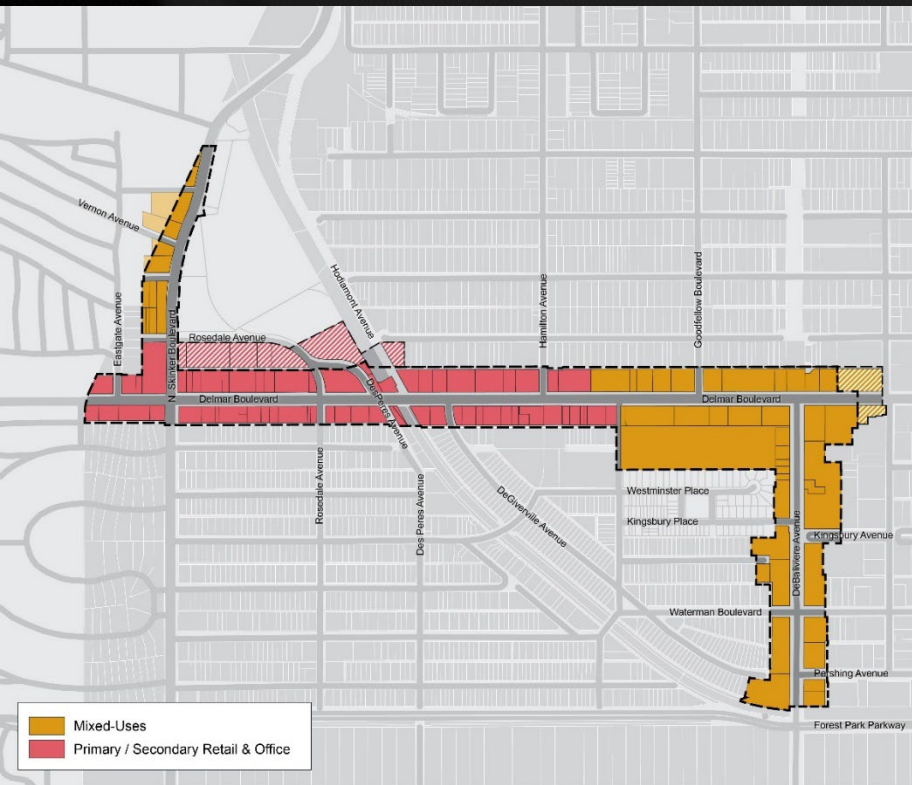 Vernon Avenue
Eastgate Avenue
N. Skinker Boulevard
Rosedale Avenue
Hodiamont Avenue
Hamilton Avenue
Goodfellow Boulevard
Delmar Boulevard
DesPeres Avenue
Delmar Boulevard
Rosedale Avenue
Des Peres Avenue
DeGiverville Avenue
Westminster Place
Kingsbury Place
DeBaliviere Avenue
Kingsbury Avenue
Waterman Boulevard
Pershing Avenue
Forest Park Parkway
Mixed-Uses
Primary / Secondary Retail & Office